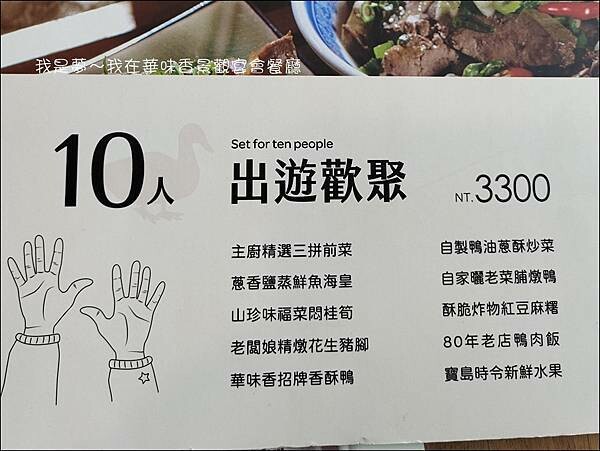 我是夢～我在華味香景觀宴會餐廳
10人
Set for ten people
出遊歡聚
NT.3300
主廚精選三拼前菜
蔥香鹽蒸鮮魚海皇
山珍味福菜悶桂筍
老闆娘精燉花生豬腳
華味香招牌香酥鴨
自製鴨油蔥酥炒菜
自家曬老菜脯燉鴨
酥脆炸物紅豆麻糬
80年老店鴨肉飯
寶島時令新鮮水果